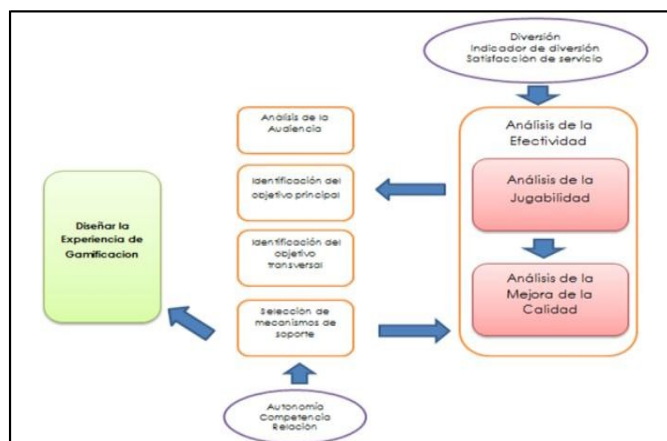 Diversión
Indicador de diversión
Satisfacción de servicio
Análisis de la
Audiencia
Identificación del
objetivo principal
Identificación del
objetivo
transversal
Selección de
mecanismos de
soporte
Autonomía
Competencia
Relación
Diseñar la
Experiencia de
Gamificacion
Análisis de la
Efectividad
Análisis de la
Jugabilidad
Análisis de la
Mejora de la
Calidad